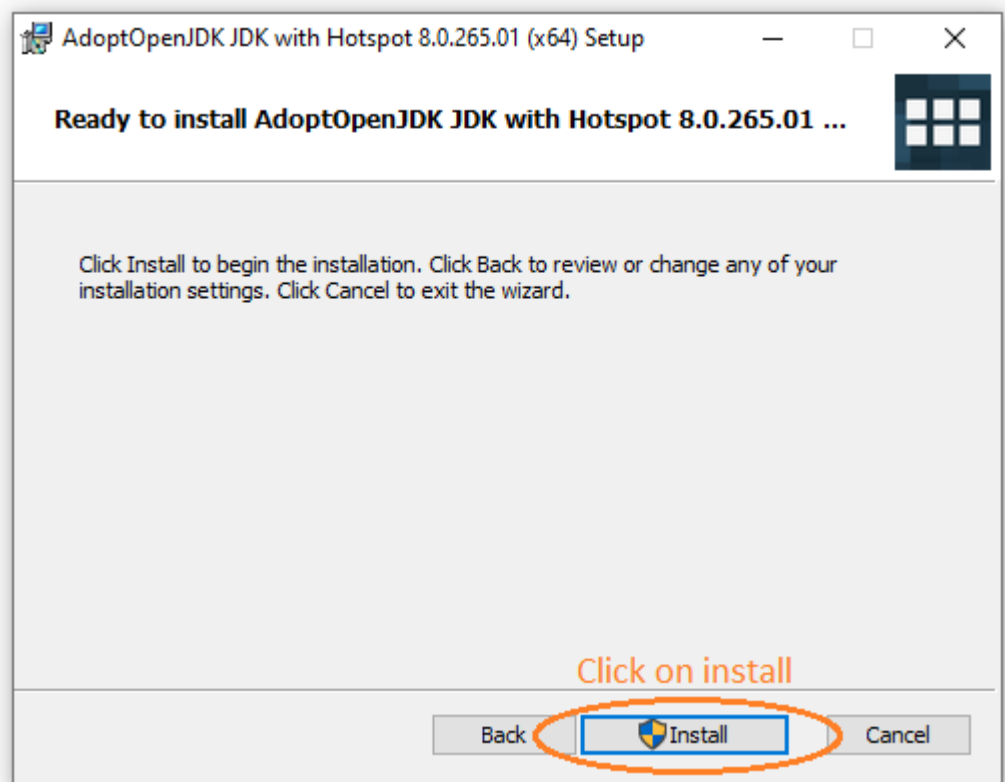 AdoptOpenJDK JDK with Hotspot 8.0.265.01 (x64) Setup
Ready to install AdoptOpenJDK JDK with Hotspot 8.0.265.01 ...
Click Install to begin the installation. Click Back to review or change any of your
installation settings. Click Cancel to exit the wizard.
Click on install
Back Install Cancel